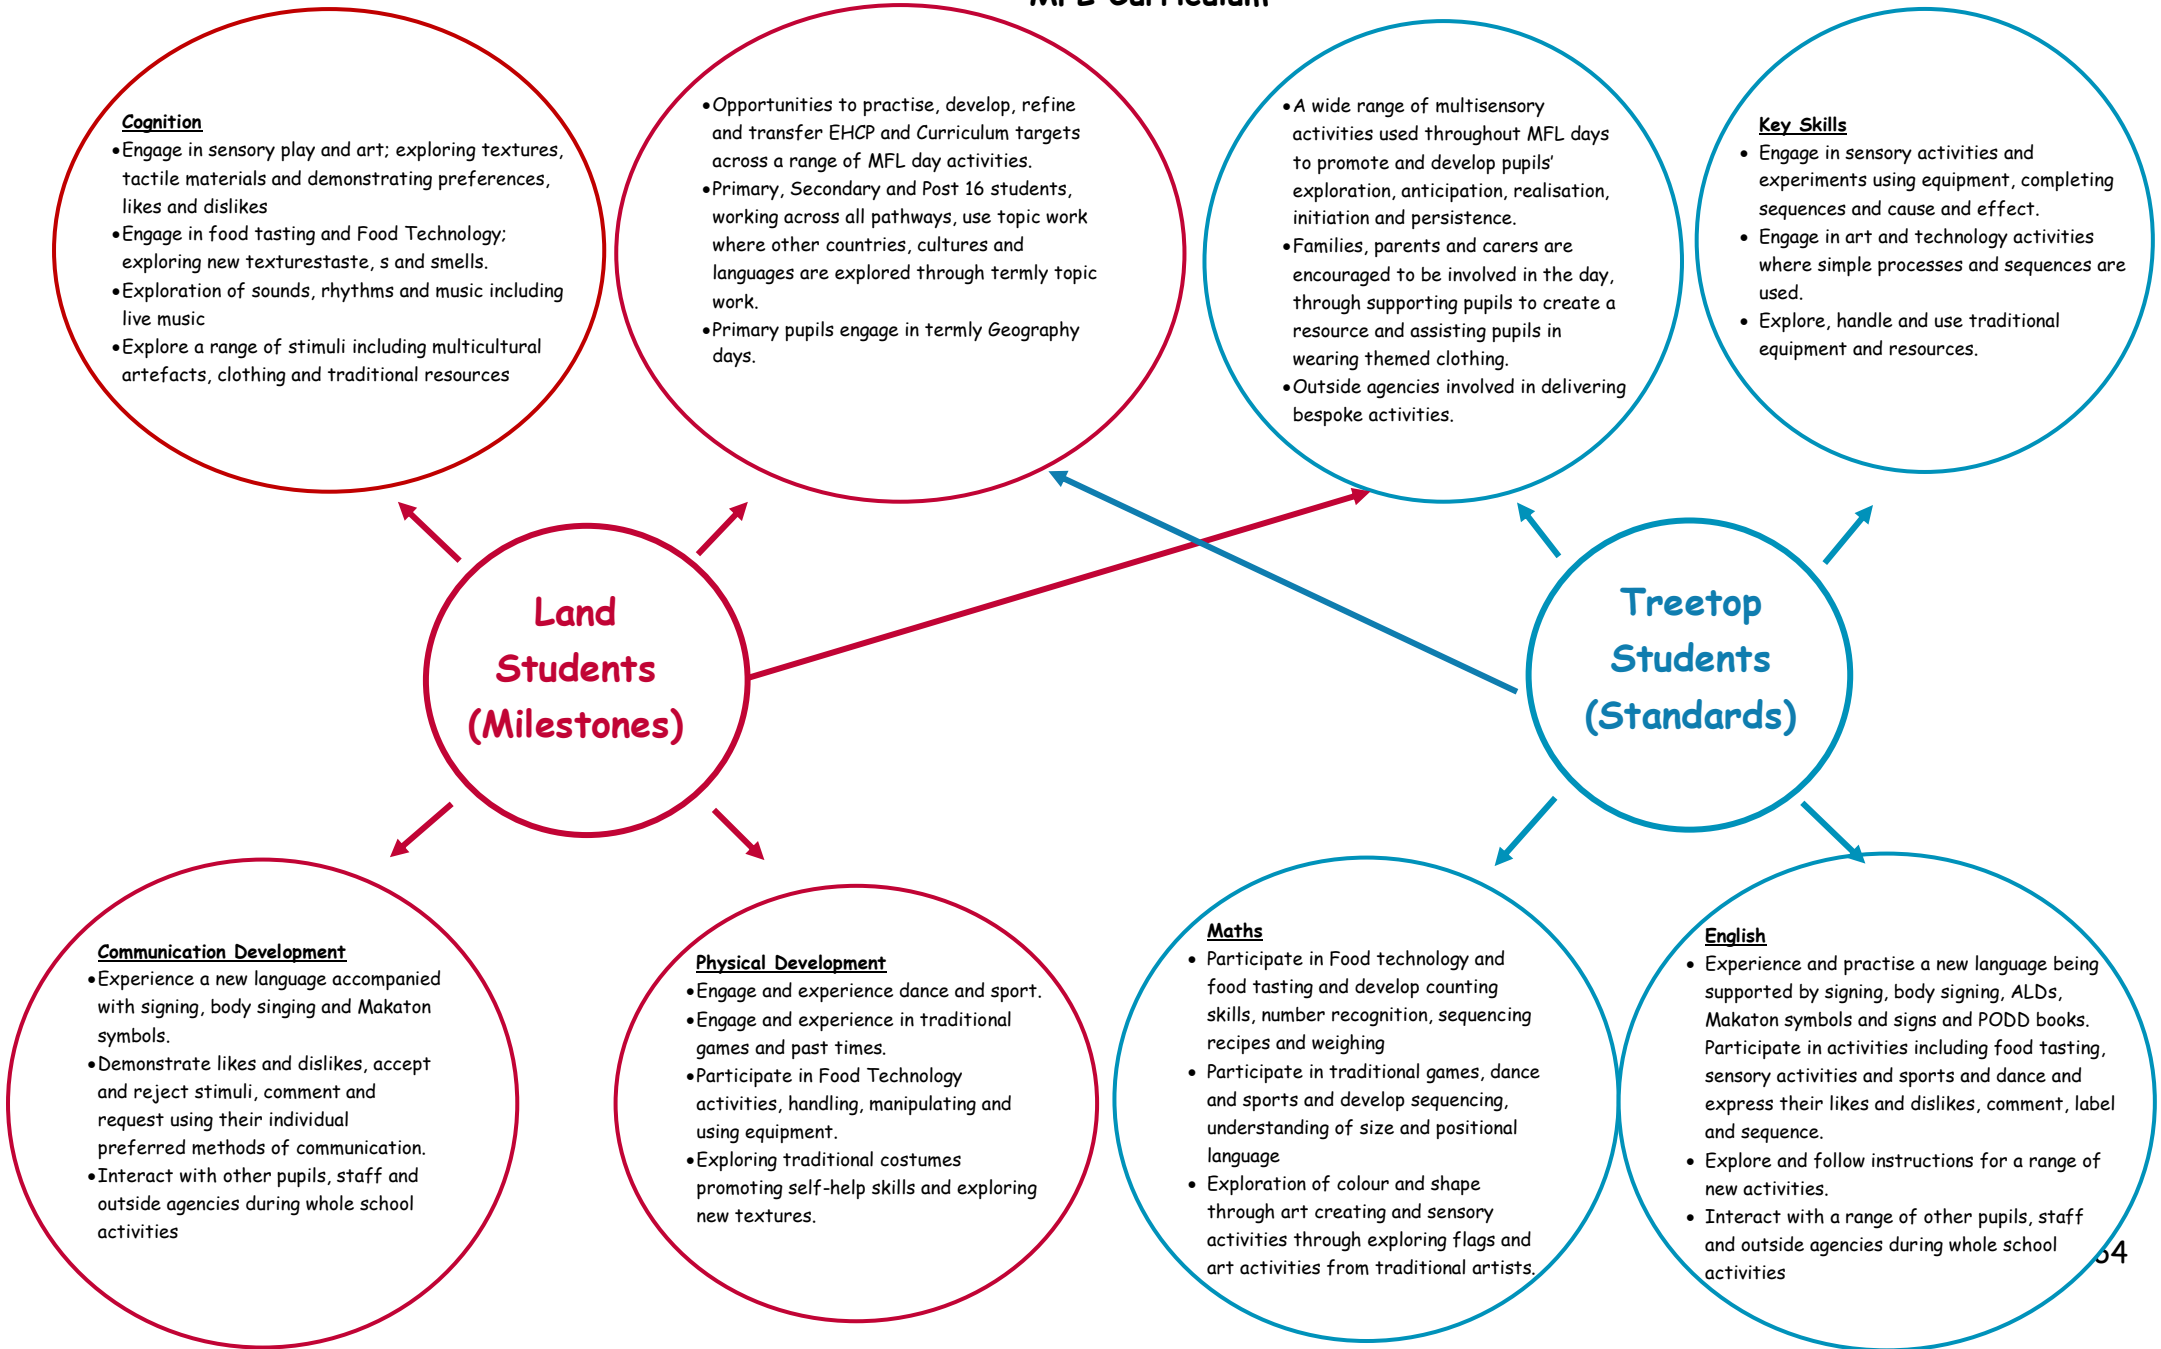 MFL Curriculum
Cognition
•Engage in sensory play and art; exploring textures,
tactile materials and demonstrating preferences,
likes and dislikes
•Engage in food tasting and Food Technology;
exploring new texturestaste, s and smells.
•Exploration of sounds, rhythms and music including
live music
•Explore a range of stimuli including multicultural
artefacts, clothing and traditional resources
•Opportunities to practise, develop, refine
and transfer EHCP and Curriculum targets
across a range of MFL day activities.
•Primary, Secondary and Post 16 students,
working across all pathways, use topic work
where other countries, cultures and
languages are explored through termly topic
work.
•Primary pupils engage in termly Geography
days.
•A wide range of multisensory
activities used throughout MFL days
to promote and develop pupils’
exploration, anticipation, realisation,
initiation and persistence.
•Families, parents and carers are
encouraged to be involved in the day,
through supporting pupils to create a
resource and assisting pupils in
wearing themed clothing.
•Outside agencies involved in delivering
bespoke activities.
Key Skills
• Engage in sensory activities and
experiments using equipment, completing
sequences and cause and effect.
• Engage in art and technology activities
where simple processes and sequences are
used.
• Explore, handle and use traditional
equipment and resources.
Land
Students
(Milestones)
Treetop
Students
(Standards)
Communication Development
•Experience a new language accompanied
with signing, body singing and Makaton
symbols.
•Demonstrate likes and dislikes, accept
and reject stimuli, comment and
request using their individual
preferred methods of communication.
•Interact with other pupils, staff and
outside agencies during whole school
activities
Physical Development
•Engage and experience dance and sport.
•Engage and experience in traditional
games and past times.
•Participate in Food Technology
activities, handling, manipulating and
using equipment.
•Exploring traditional costumes
promoting self-help skills and exploring
new textures.
Maths
• Participate in Food technology and
food tasting and develop counting
skills, number recognition, sequencing
recipes and weighing
• Participate in traditional games, dance
and sports and develop sequencing,
understanding of size and positional
language
• Exploration of colour and shape
through art creating and sensory
activities through exploring flags and
art activities from traditional artists.
English
• Experience and practise a new language being
supported by signing, body signing, ALDs,
Makaton symbols and signs and PODD books.
Participate in activities including food tasting,
sensory activities and sports and dance and
express their likes and dislikes, comment, label
and sequence.
• Explore and follow instructions for a range of
new activities.
• Interact with a range of other pupils, staff
and outside agencies during whole school
activities